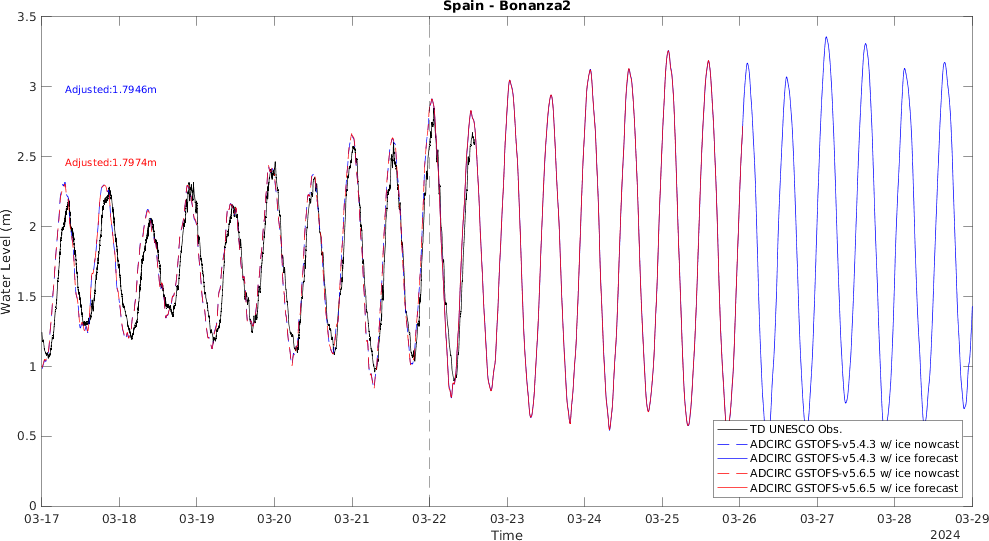 Spain - Bonanza2
3.5
3
2.5
2
1.5
1
0.5
0
Water Level (m)
Adjusted:1.7946m
Adjusted:1.7974m
TD UNESCO Obs.
ADCIRC GSTOFS-v5.4.3 w/ ice nowcast
ADCIRC GSTOFS-v5.4.3 w/ ice forecast
ADCIRC GSTOFS-v5.6.5 w/ ice nowcast
ADCIRC GSTOFS-v5.6.5 w/ ice forecast
03-17 03-18 03-19 03-20 03-21 03-22 03-23 03-24 03-25 03-26 03-27 03-28 03-29
Time
2024